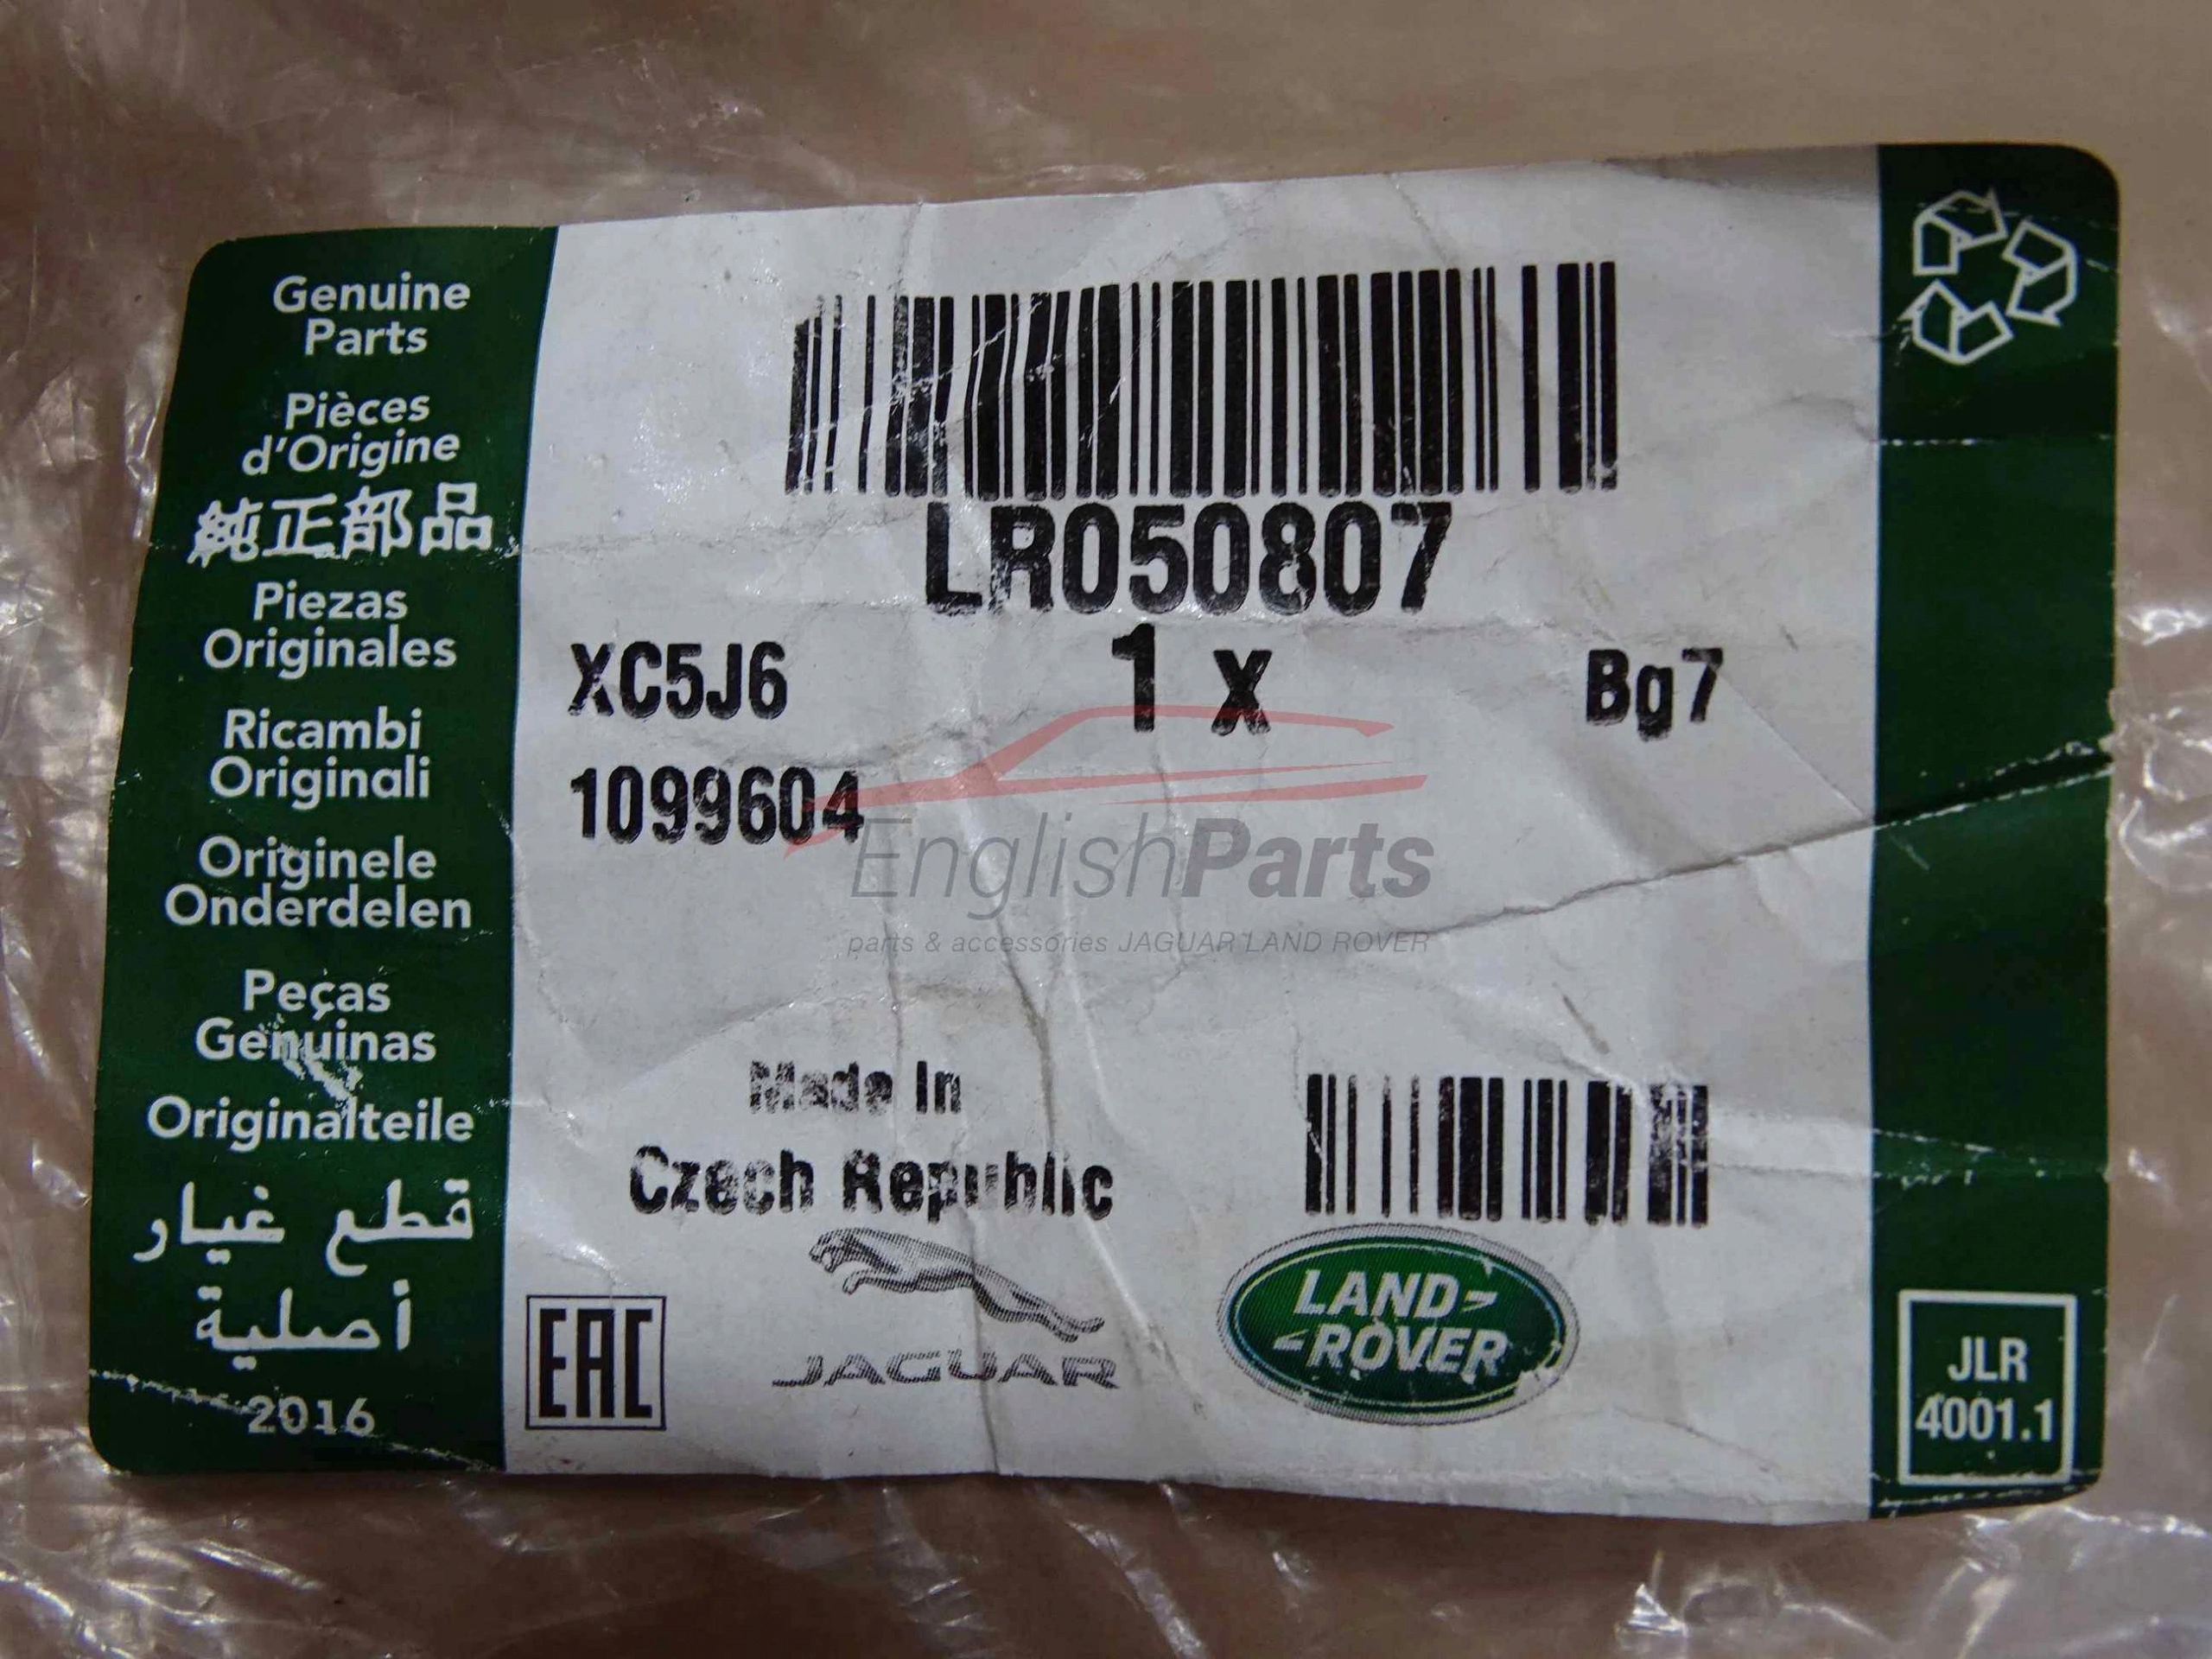 Genuine
Parts
Pièces
d'Origine
純正部品
Piezas
Originales
Ricambi
Originali
Originele
Onderdelen
Peças
Genuinas
Originalteile
قطع غيار
أصلية
2016
LR050807
XC5J6 1 x Bg7
1099604
EnglishParts
parts & accessories JAGUAR LAND ROVER
Made In
Czech Republic
EAC
JAGUAR
LAND-
-ROVER
JLR
4001.1